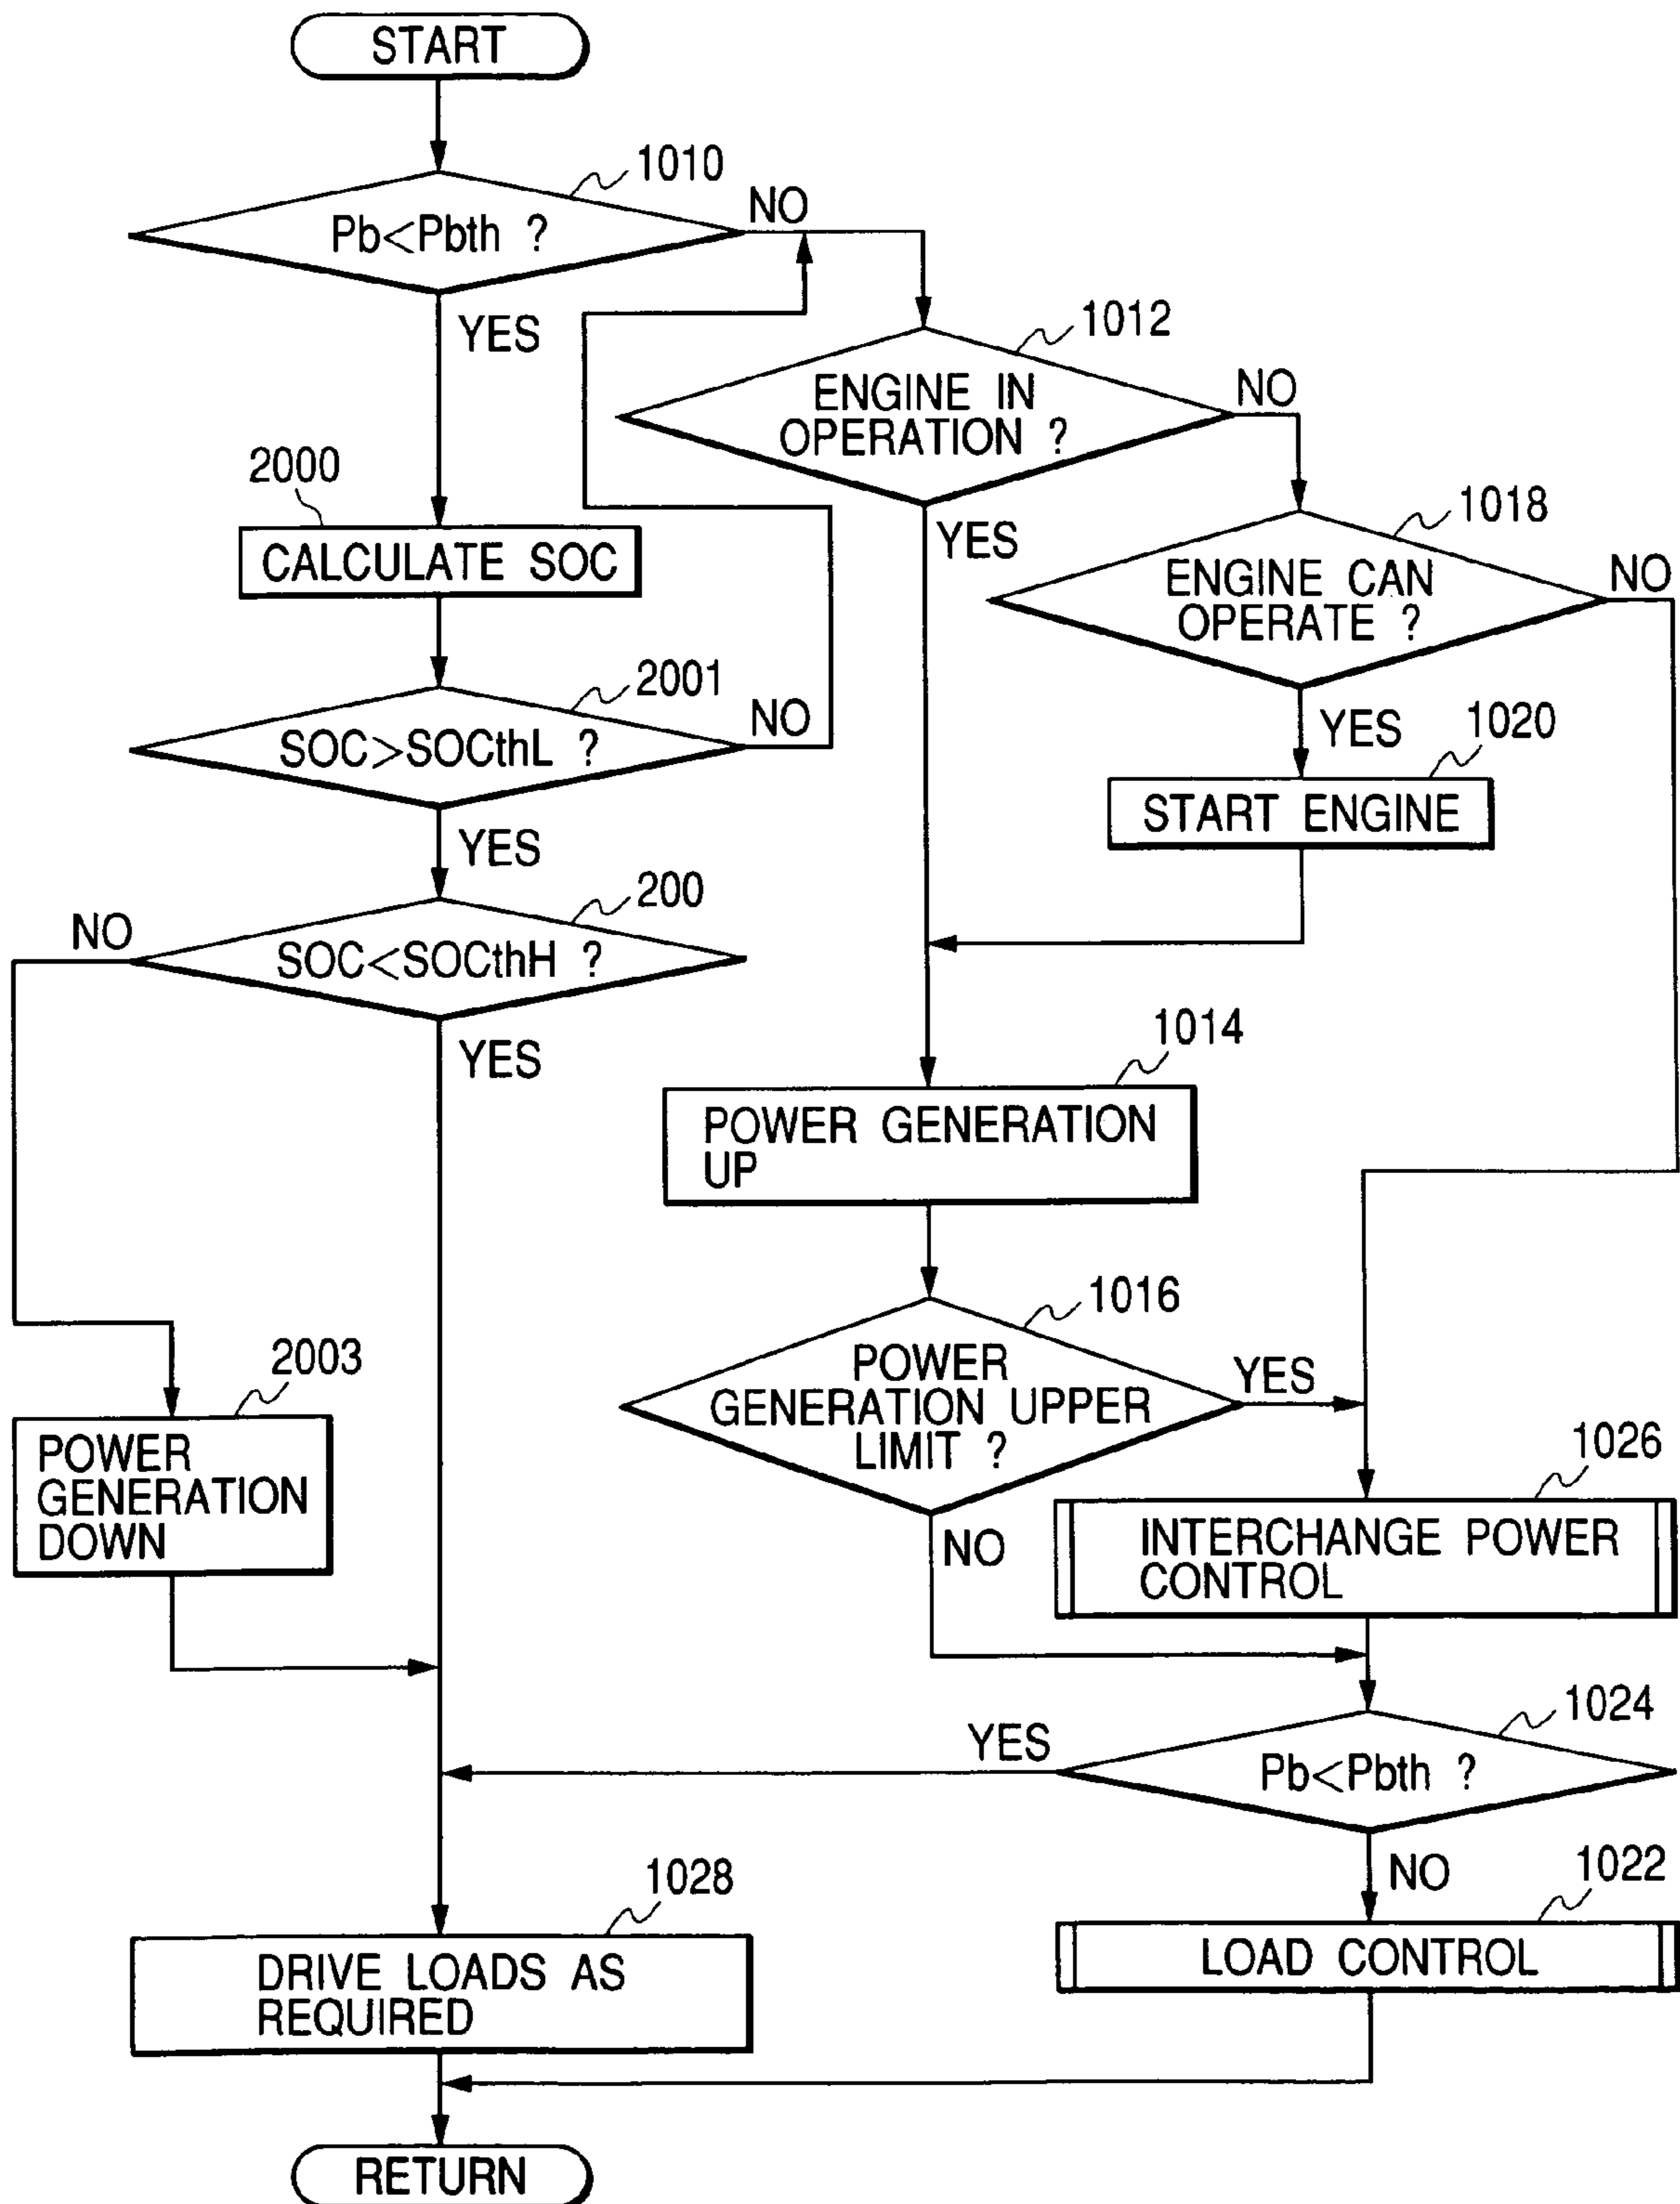 START
1010
Pb<Pbth ?
NO
YES
1012
ENGINE IN
OPERATION ?
NO
YES
2000
CALCULATE SOC
1018
ENGINE CAN
OPERATE ?
NO
YES
2001
SOC>SOCthL ?
NO
YES
1020
START ENGINE
200
SOC<SOCthH ?
NO
YES
1014
POWER GENERATION
UP
1016
POWER
GENERATION UPPER
LIMIT ?
YES
NO
2003
POWER
GENERATION
DOWN
1026
INTERCHANGE POWER
CONTROL
1024
Pb<Pbth ?
YES
NO
1022
LOAD CONTROL
1028
DRIVE LOADS AS
REQUIRED
RETURN